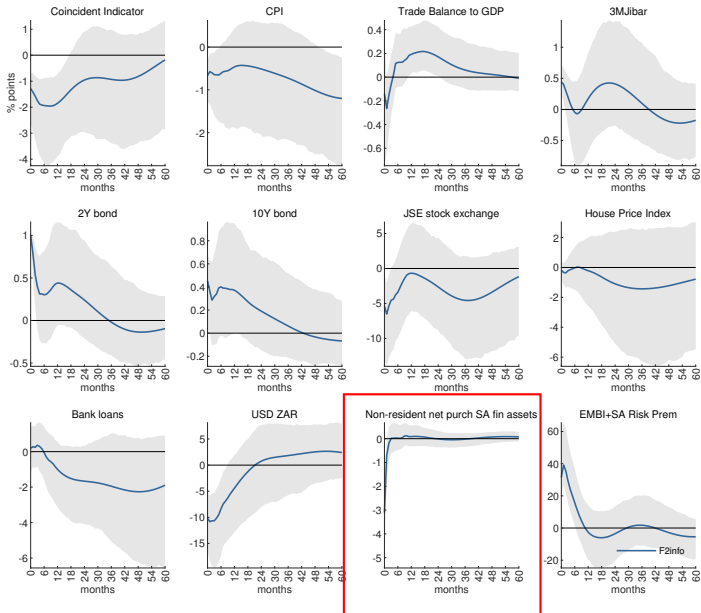 Coincident Indicator
1
0
-1
-2
-3
-4
% points
0 6 12 18 24 30 36 42 48 54 60
months
CPI
0
-1
-2
0 6 12 18 24 30 36 42 48 54 60
months
Trade Balance to GDP
0.4
0.2
0
-0.2
-0.4
-0.6
0 6 12 18 24 30 36 42 48 54 60
months
3MJibar
1
0.5
0
-0.5
0 6 12 18 24 30 36 42 48 54 60
months
2Y bond
1
0.5
0
-0.5
0 6 12 18 24 30 36 42 48 54 60
months
10Y bond
0.8
0.6
0.4
0.2
0
-0.2
0 6 12 18 24 30 36 42 48 54 60
months
JSE stock exchange
5
0
-5
-10
0 6 12 18 24 30 36 42 48 54 60
months
House Price Index
2
0
-2
-4
-6
0 6 12 18 24 30 36 42 48 54 60
months
Bank loans
2
0
-2
-4
-6
0 6 12 18 24 30 36 42 48 54 60
months
USD ZAR
5
0
-5
-10
-15
-20
0 6 12 18 24 30 36 42 48 54 60
months
Non-resident net purch SA fin assets
1
0
-1
-2
-3
-4
-5
0 6 12 18 24 30 36 42 48 54 60
months
EMBI+SA Risk Prem
60
40
20
0
-20
F2info
0 6 12 18 24 30 36 42 48 54 60
months